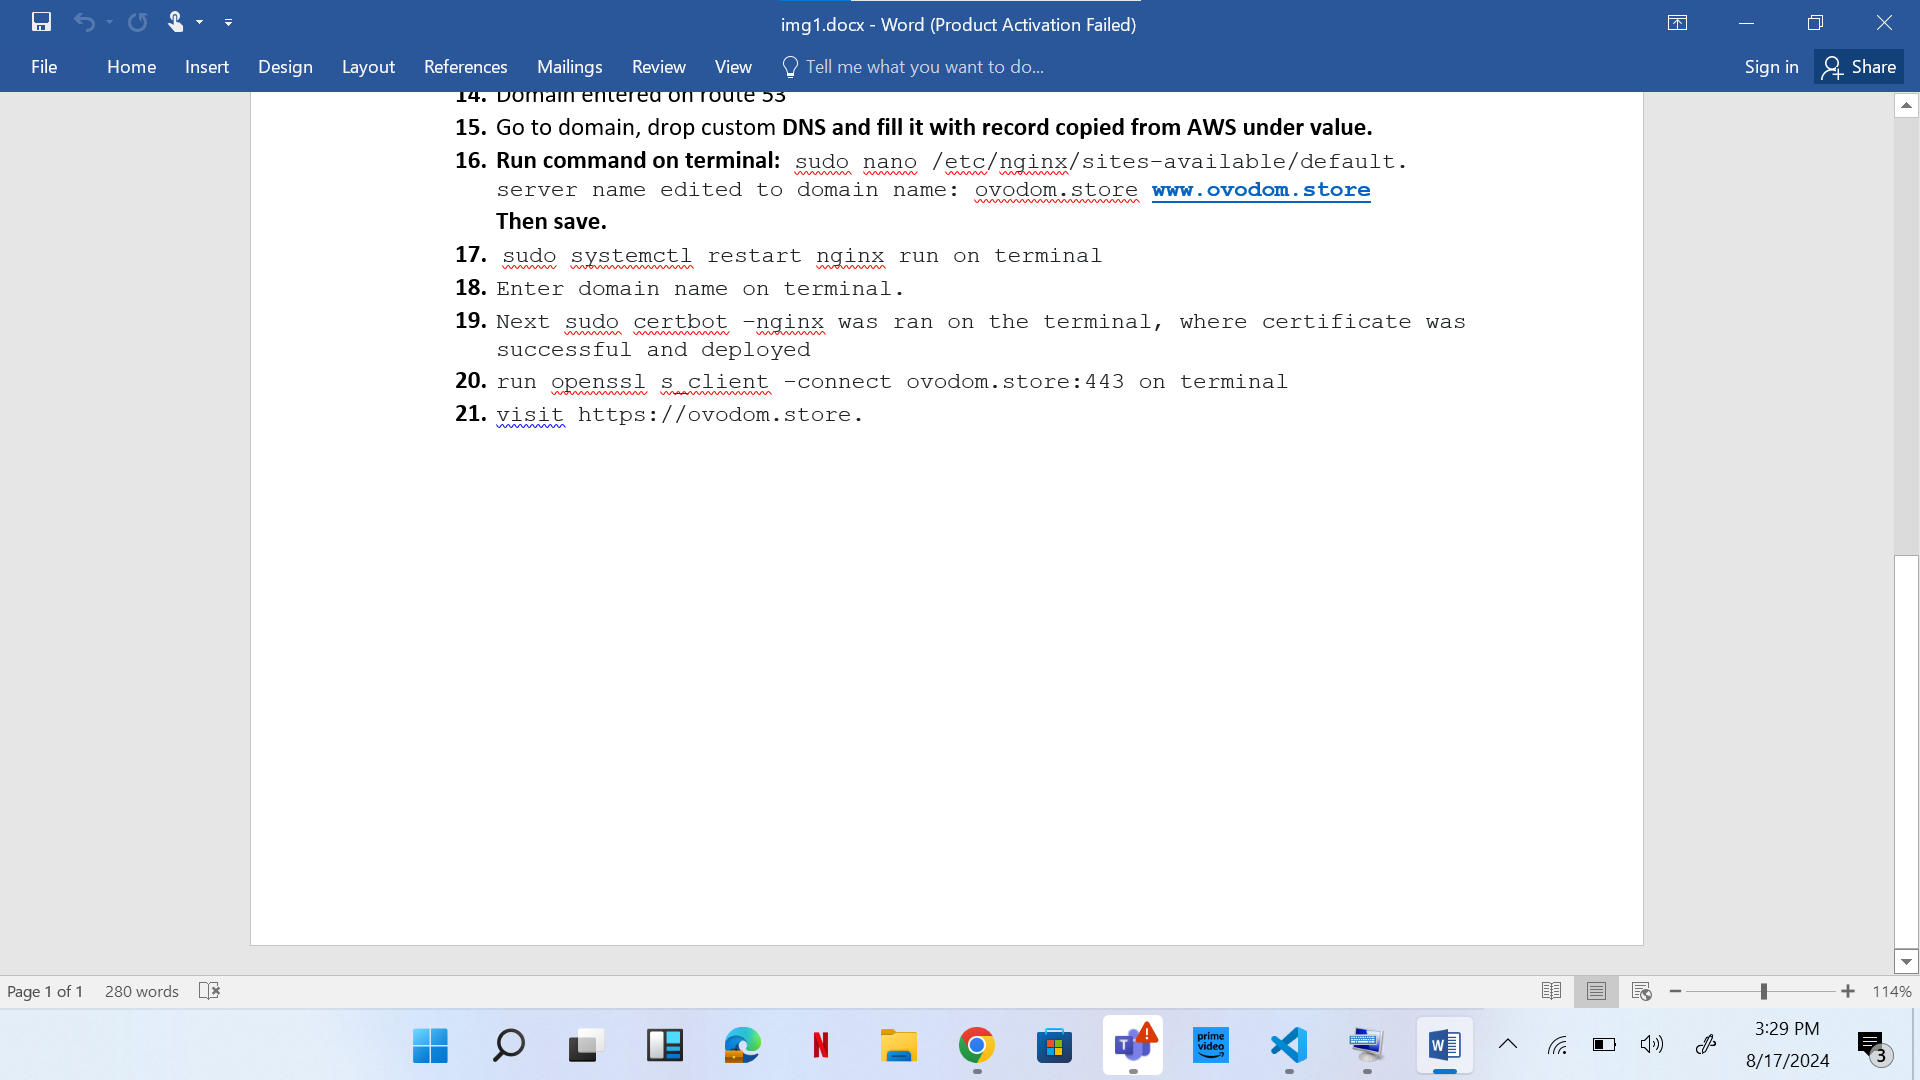 img1.docx - Word (Product Activation Failed)
File Home Insert Design Layout References Mailings Review View Tell me what you want to do... Sign in Share
14. Domain entered on route 53
15. Go to domain, drop custom DNS and fill it with record copied from AWS under value.
16. Run command on terminal: sudo nano /etc/nginx/sites-available/default.
server name edited to domain name: ovodom.store www.ovodom.store
Then save.
17. sudo systemctl restart nginx run on terminal
18. Enter domain name on terminal.
19. Next sudo certbot –nginx was ran on the terminal, where certificate was
successful and deployed
20. run openssl s_client -connect ovodom.store:443 on terminal
21. visit https://ovodom.store.
Page 1 of 1 280 words 114%
N
T
prime
video
W
3:29 PM
8/17/2024
3